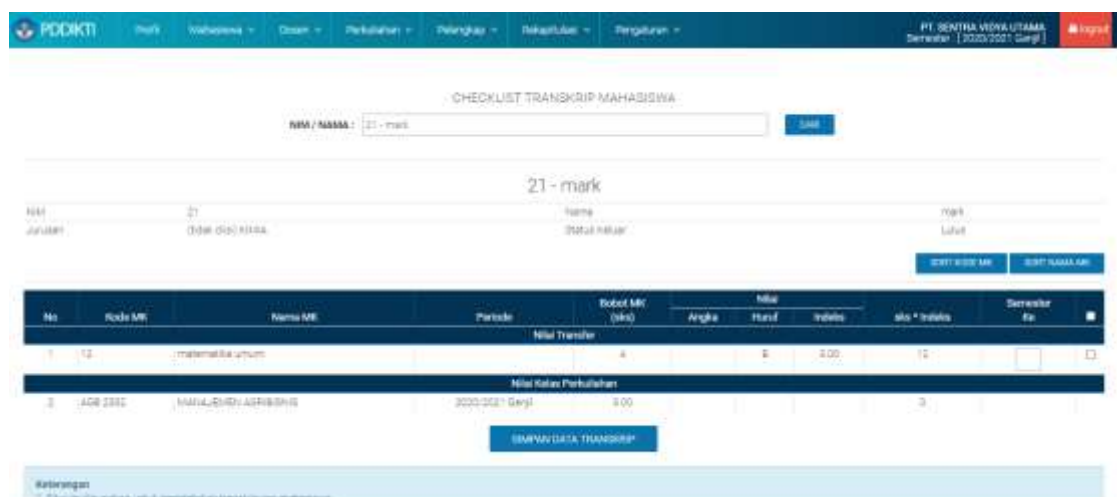 PDDIKTI Profil Mahasiswa Dosen Perkuliahan Pelengkap Rekapitulasi Pengaturan PT. SENTRA VIDYA UTAMA logout
Semester [ 2020/2021 Ganjil ]
CHECKLIST TRANSKRIP MAHASISWA
NIM / NAMA : 21 - mark CARI
21 - mark
NIM 21 Nama mark
Jurusan (tidak diisi) Status Keluar Lulus
SORT KODE MK SORT NAMA MK
No Kode MK Nama MK Periode Bobot MK (sks) Nilai sks * Indeks Semester Ke
Angka Huruf Indeks
Nilai Transfer
1 12 matematika umum 4 B 3.00 12
Nilai Kelas Perkuliahan
2 MANAJEMEN AGRIBISNIS 2020/2021 Ganjil 3.00 0
SIMPAN DATA TRANSKRIP
Keterangan